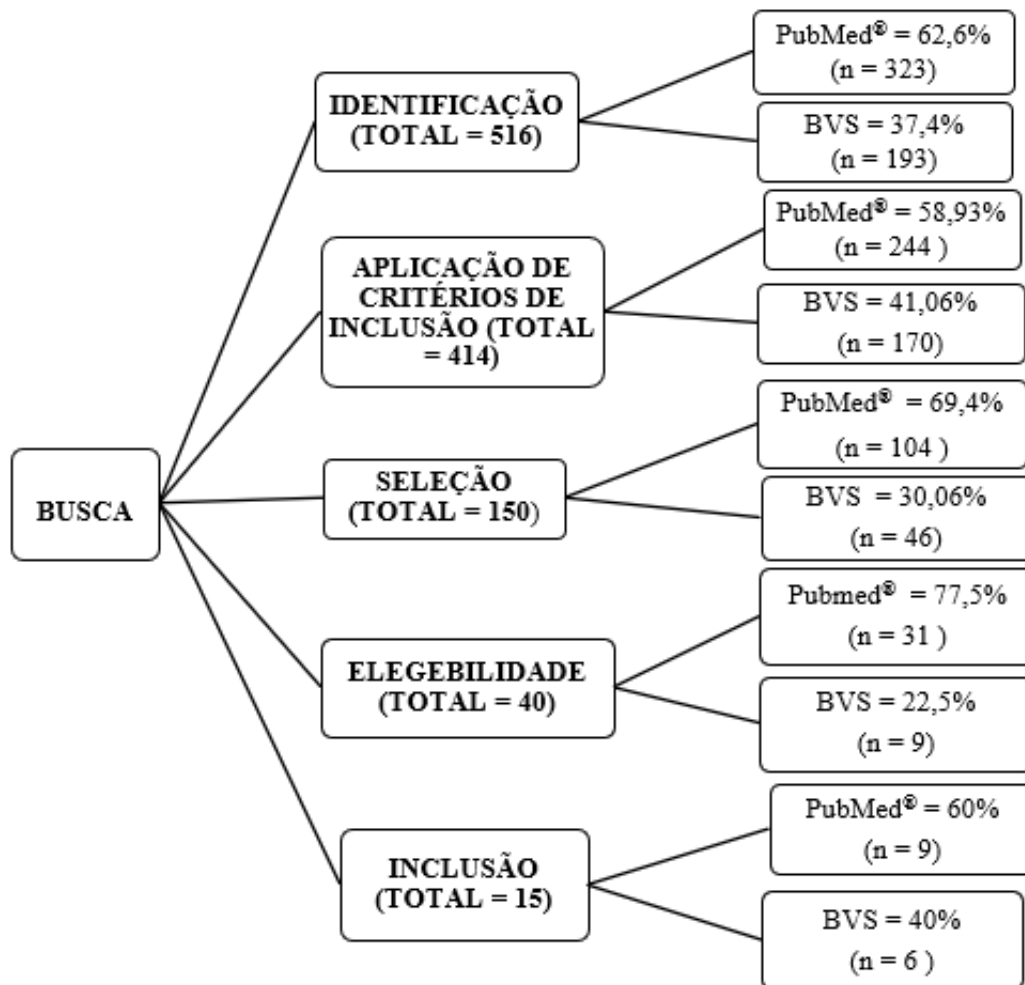 BUSCA
IDENTIFICAÇÃO
(TOTAL = 516)
PubMed® = 62,6%
(n = 323)
BVS = 37,4%
(n = 193)
APLICAÇÃO DE
CRITÉRIOS DE
INCLUSÃO (TOTAL
= 414)
PubMed® = 58,93%
(n = 244 )
BVS = 41,06%
(n = 170)
SELEÇÃO
(TOTAL = 150)
PubMed® = 69,4%
(n = 104 )
BVS = 30,06%
(n = 46)
ELEGEBILIDADE
(TOTAL = 40)
Pubmed® = 77,5%
(n = 31 )
BVS = 22,5%
(n = 9)
INCLUSÃO
(TOTAL = 15)
PubMed® = 60%
(n = 9)
BVS = 40%
(n = 6 )